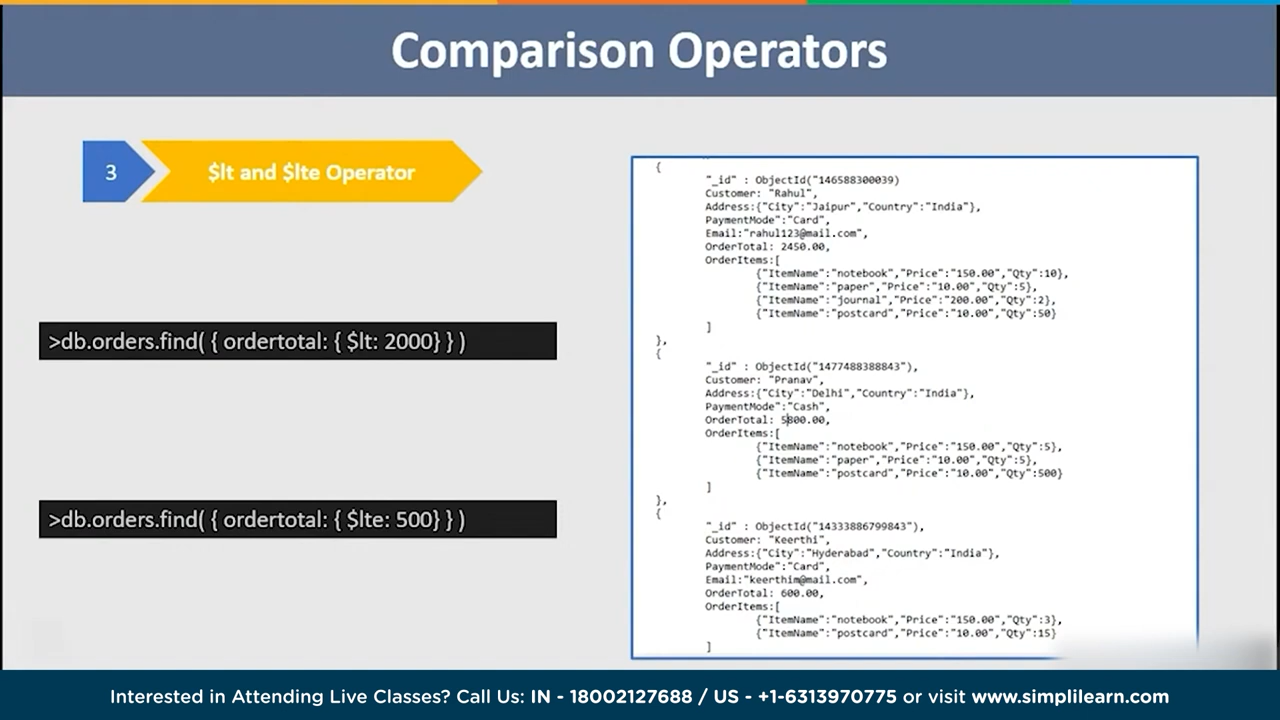 Comparison Operators
3
$lt and $lte Operator
>db.orders.find( { ordertotal: { $lt: 2000} } )
>db.orders.find( { ordertotal: { $lte: 500} } )
{
"_id" : ObjectId("146588300039)
Customer: "Rahul",
Address:{"City":"Jaipur","Country":"India"},
PaymentMode":"Card",
Email:"rahul123@mail.com",
OrderTotal: 2450.00,
OrderItems:[
{"ItemName":"notebook","Price":"150.00","Qty":10},
{"ItemName":"paper","Price":"10.00","Qty":5},
{"ItemName":"journal","Price":"200.00","Qty":2},
{"ItemName":"postcard","Price":"10.00","Qty":50}
]
},
{
"_id" : ObjectId("1477488388843"),
Customer: "Pranav",
Address:{"City":"Delhi","Country":"India"},
PaymentMode":"Cash",
OrderTotal: 5800.00,
OrderItems:[
{"ItemName":"notebook","Price":"150.00","Qty":5},
{"ItemName":"paper","Price":"10.00","Qty":5},
{"ItemName":"postcard","Price":"10.00","Qty":500}
]
},
{
"_id" : ObjectId("14333886799843"),
Customer: "Keerthi",
Address:{"City":"Hyderabad","Country":"India"},
PaymentMode":"Card",
Email:"keerthim@mail.com",
OrderTotal: 600.00,
OrderItems:[
{"ItemName":"notebook","Price":"150.00","Qty":3},
{"ItemName":"postcard","Price":"10.00","Qty":15}
]
Interested in Attending Live Classes? Call Us: IN - 18002127688 / US - +1-6313970775 or visit www.simplilearn.com